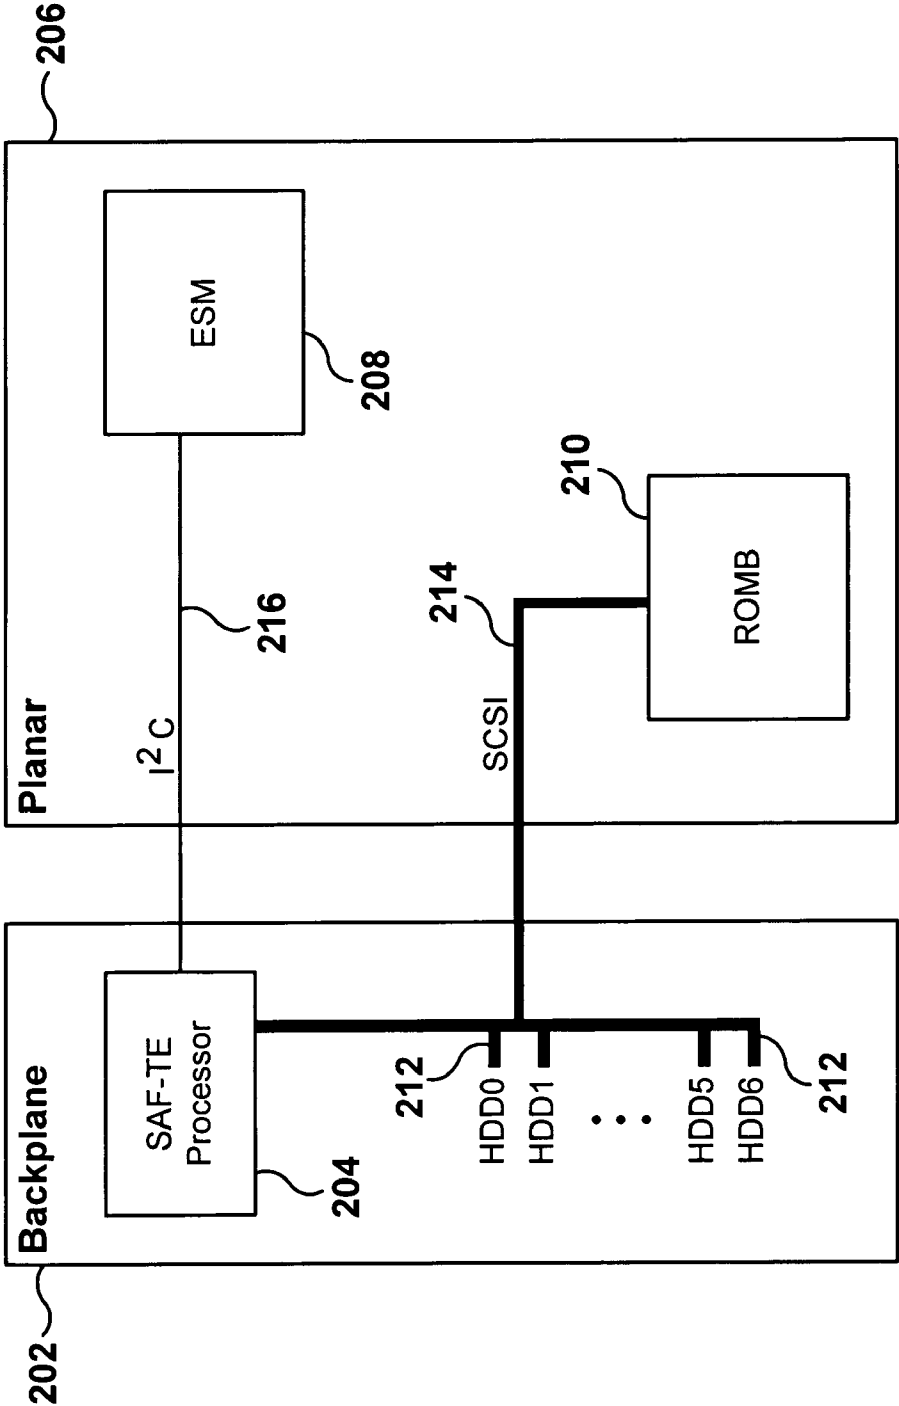 202
Backplane
Planar
206
SAF-TE
Processor
204
I² C
216
ESM
208
212
HDD0
HDD1
HDD5
HDD6
212
SCSI
214
210
ROMB